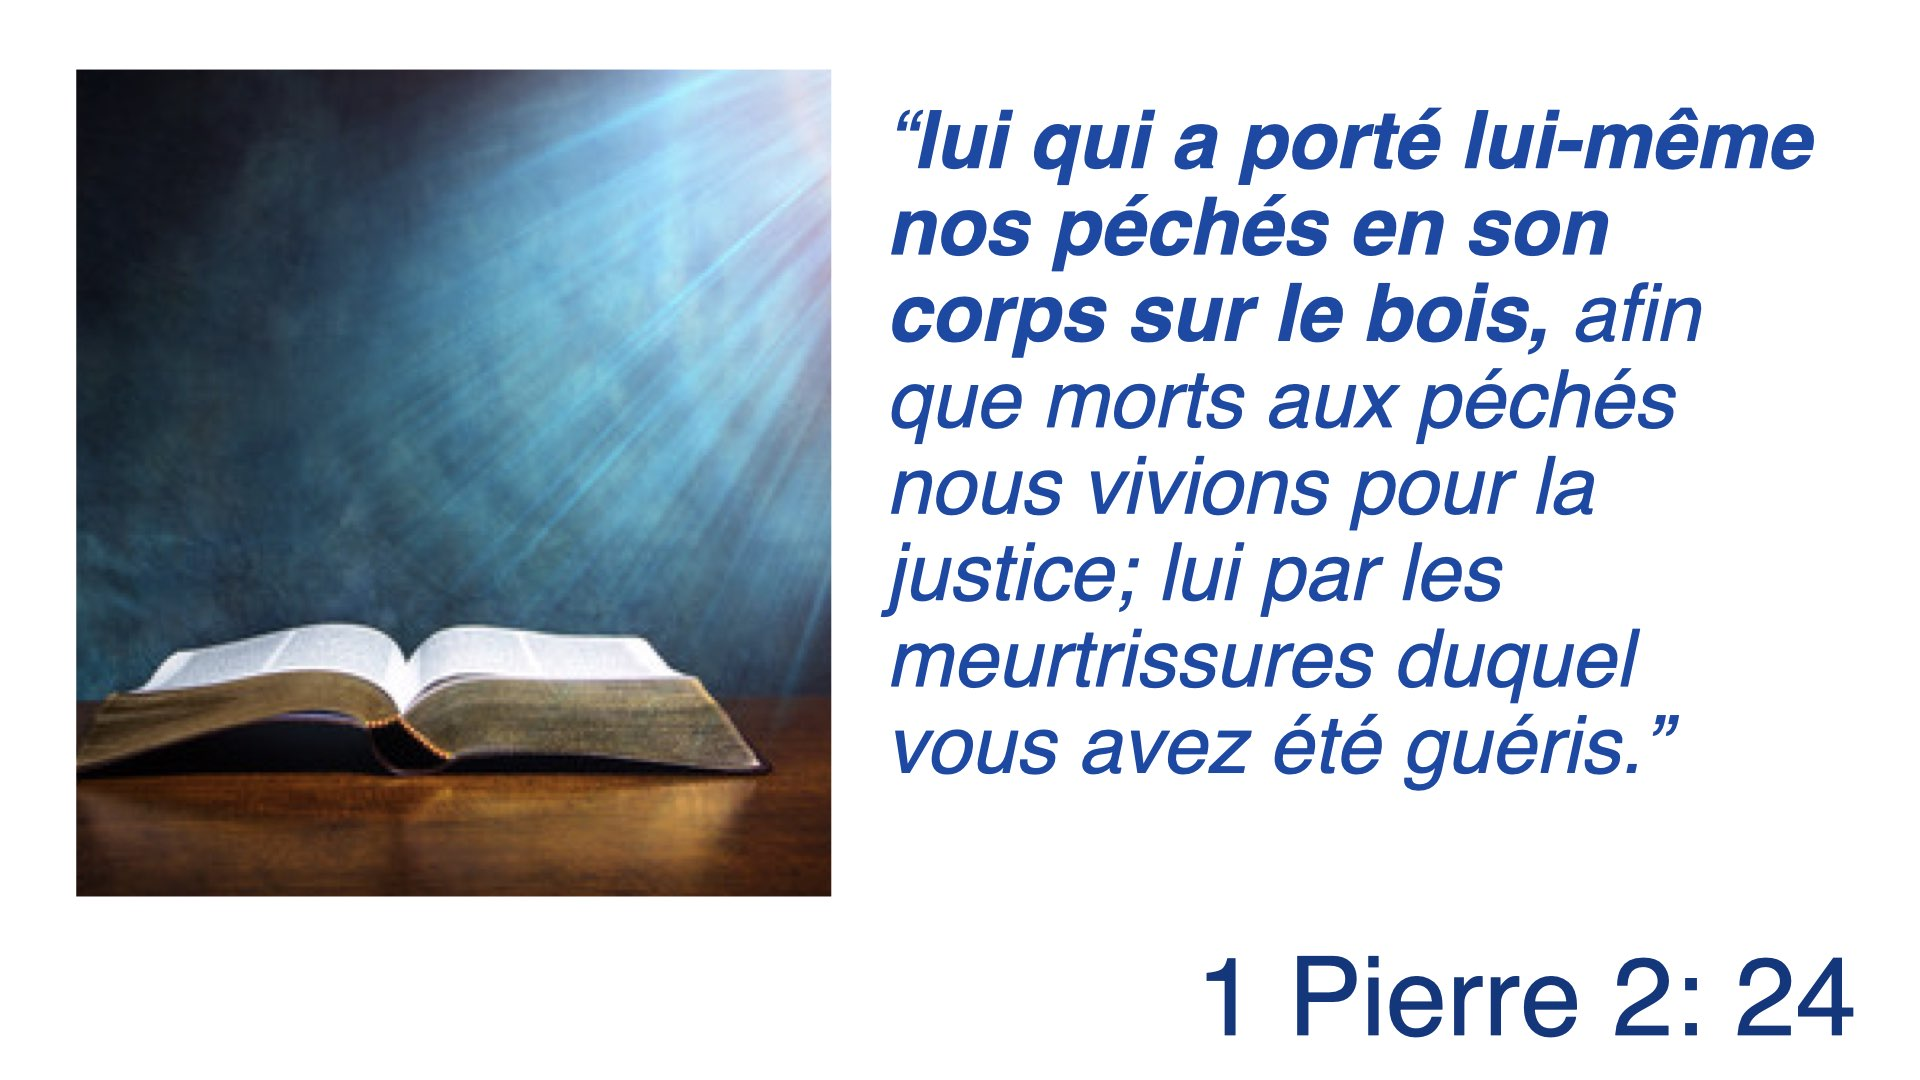 “lui qui a porté lui-même
nos péchés en son
corps sur le bois, afin
que morts aux péchés
nous vivions pour la
justice; lui par les
meurtrissures duquel
vous avez été guéris.”
1 Pierre 2: 24